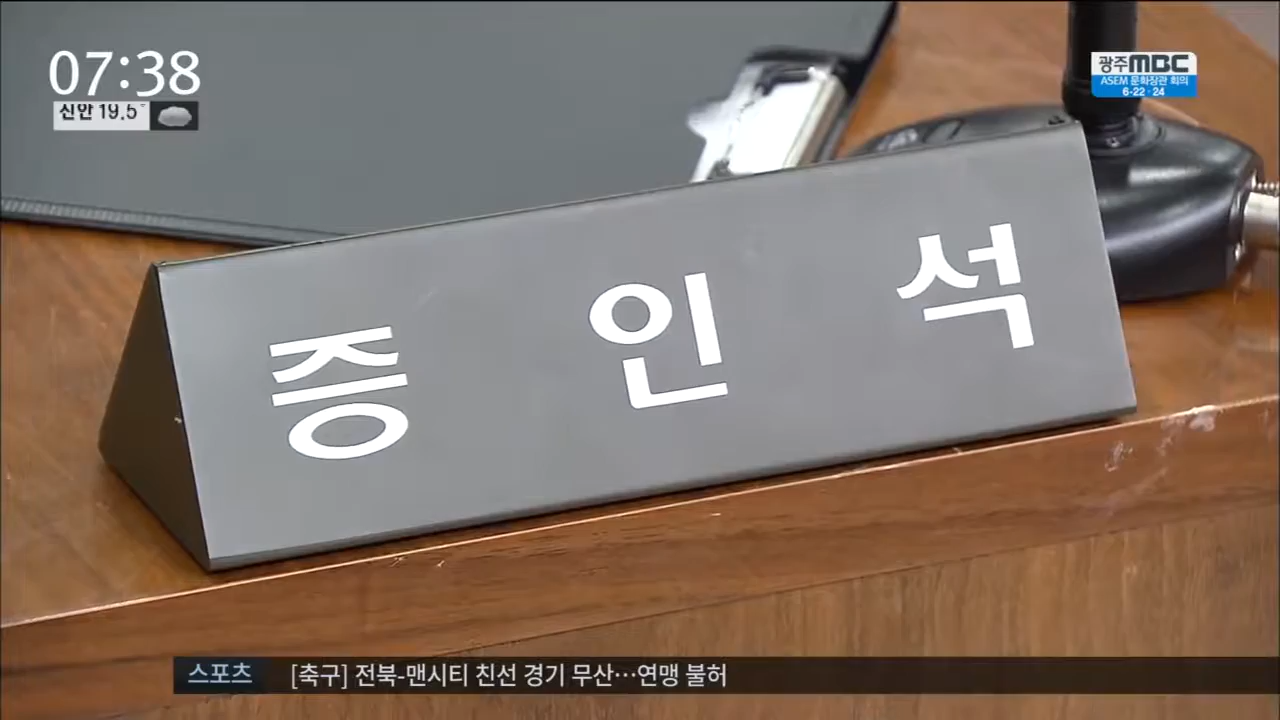 07:38
신안 19.5°
광주MBC
ASEM 문화장관 회의
6-22·24
증 인 석
스포츠 [축구] 전북-맨시티 친선 경기 무산…연맹 불허